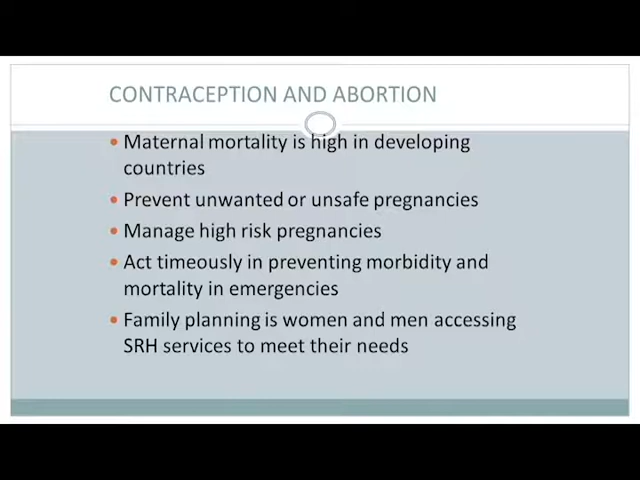 CONTRACEPTION AND ABORTION
• Maternal mortality is high in developing
countries
• Prevent unwanted or unsafe pregnancies
• Manage high risk pregnancies
• Act timeously in preventing morbidity and
mortality in emergencies
• Family planning is women and men accessing
SRH services to meet their needs